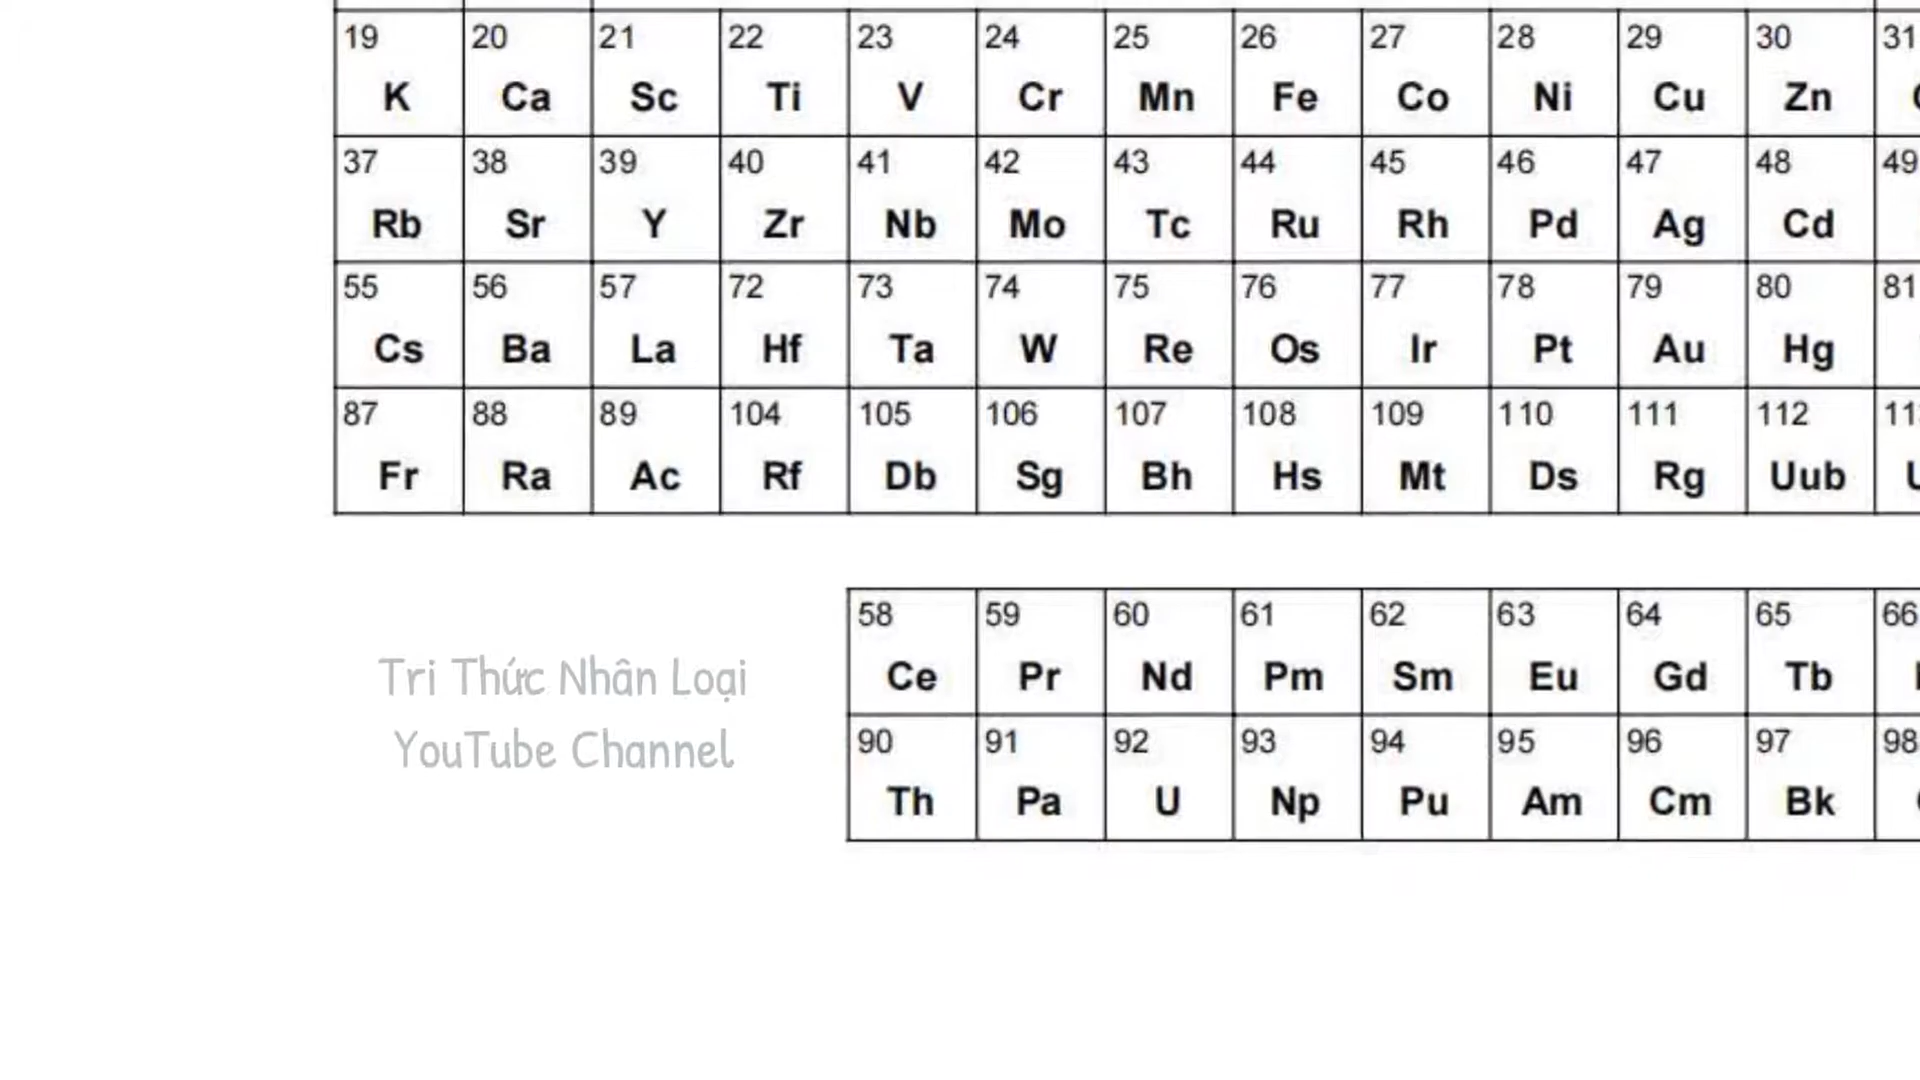 19 20 21 22 23 24 25 26 27 28 29 30 31
K Ca Sc Ti V Cr Mn Fe Co Ni Cu Zn
37 38 39 40 41 42 43 44 45 46 47 48 49
Rb Sr Y Zr Nb Mo Tc Ru Rh Pd Ag Cd
55 56 57 72 73 74 75 76 77 78 79 80 81
Cs Ba La Hf Ta W Re Os Ir Pt Au Hg
87 88 89 104 105 106 107 108 109 110 111 112
Fr Ra Ac Rf Db Sg Bh Hs Mt Ds Rg Uub
58 59 60 61 62 63 64 65 66
Ce Pr Nd Pm Sm Eu Gd Tb
90 91 92 93 94 95 96 97 98
Th Pa U Np Pu Am Cm Bk
Tri Thức Nhân Loại
YouTube Channel